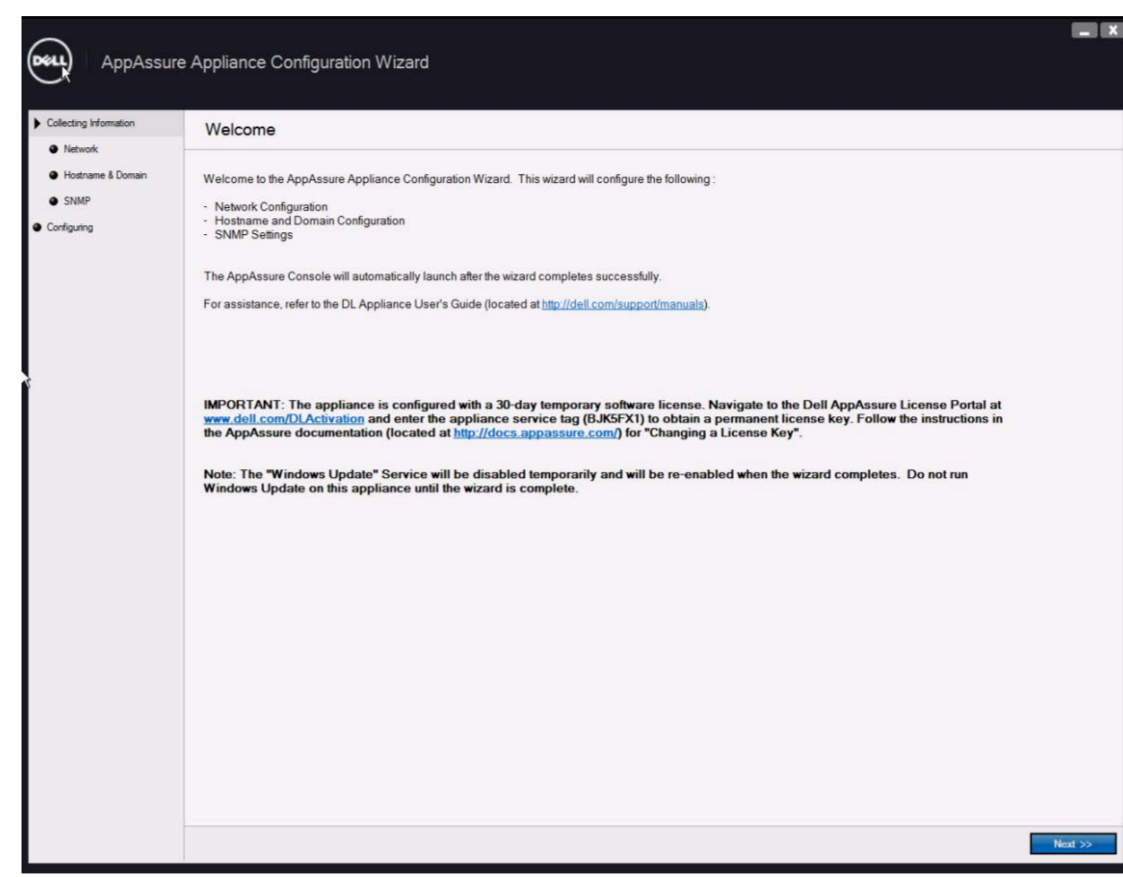 DELL
AppAssure Appliance Configuration Wizard
Collecting Information
Network
Hostname & Domain
SNMP
Configuring
Welcome
Welcome to the AppAssure Appliance Configuration Wizard. This wizard will configure the following :
- Network Configuration
- Hostname and Domain Configuration
- SNMP Settings
The AppAssure Console will automatically launch after the wizard completes successfully.
For assistance, refer to the DL Appliance User's Guide (located at http://dell.com/support/manuals).
IMPORTANT: The appliance is configured with a 30-day temporary software license. Navigate to the Dell AppAssure License Portal at
www.dell.com/DLActivation and enter the appliance service tag (BJK5FX1) to obtain a permanent license key. Follow the instructions in
the AppAssure documentation (located at http://docs.appassure.com/) for "Changing a License Key".
Note: The "Windows Update" Service will be disabled temporarily and will be re-enabled when the wizard completes. Do not run
Windows Update on this appliance until the wizard is complete.
Next >>